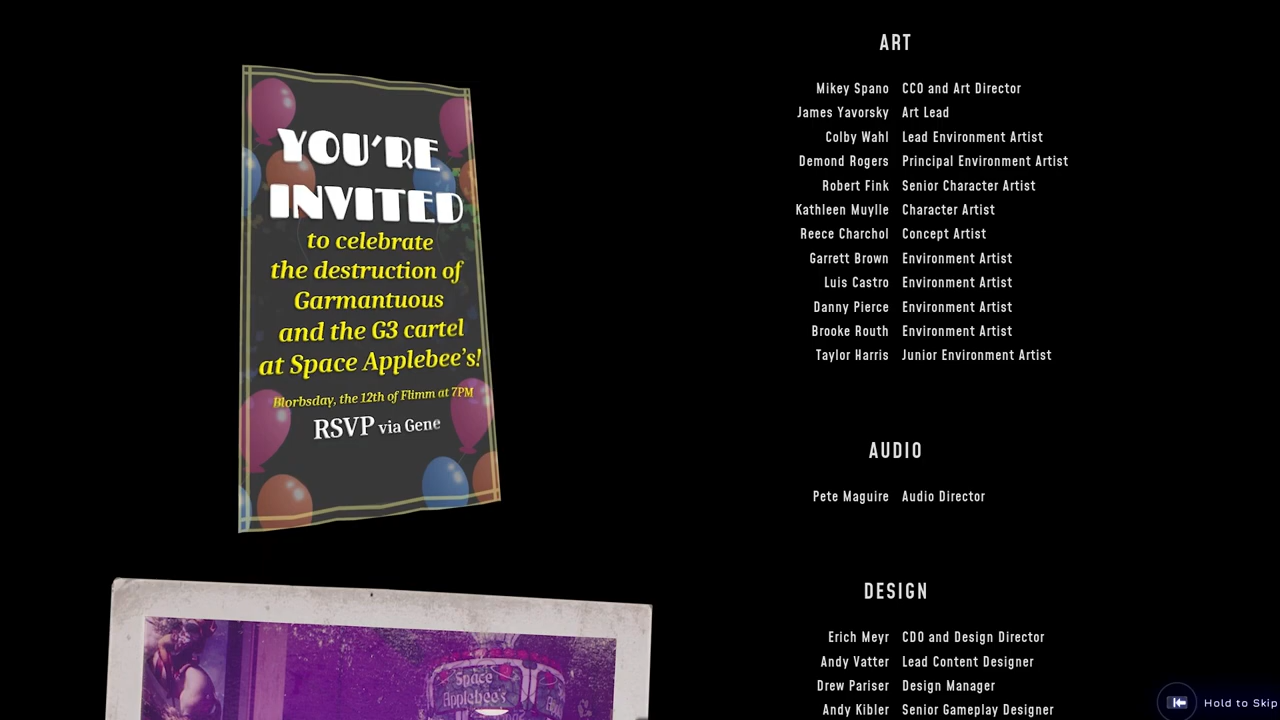 YOU'RE
INVITED
to celebrate
the destruction of
Garmantuous
and the G3 cartel
at Space Applebee's!
Blorbsday, the 12th of Flimm at 7PM
RSVP via Gene
Space
Applebee's
ART
Mikey Spano CCO and Art Director
James Yavorsky Art Lead
Colby Wahl Lead Environment Artist
Demond Rogers Principal Environment Artist
Robert Fink Senior Character Artist
Kathleen Muylle Character Artist
Reece Charchol Concept Artist
Garrett Brown Environment Artist
Luis Castro Environment Artist
Danny Pierce Environment Artist
Brooke Routh Environment Artist
Taylor Harris Junior Environment Artist
AUDIO
Pete Maguire Audio Director
DESIGN
Erich Meyr CDO and Design Director
Andy Vatter Lead Content Designer
Drew Pariser Design Manager
Andy Kibler Senior Gameplay Designer
Hold to Skip